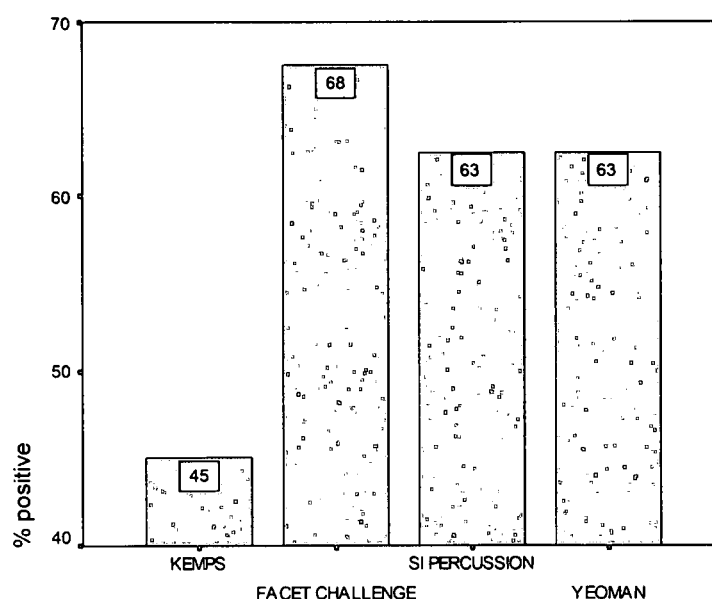 70
68
63
63
60
50
45
40
% positive
KEMPS
SI PERCUSSION
FACET CHALLENGE
YEOMAN